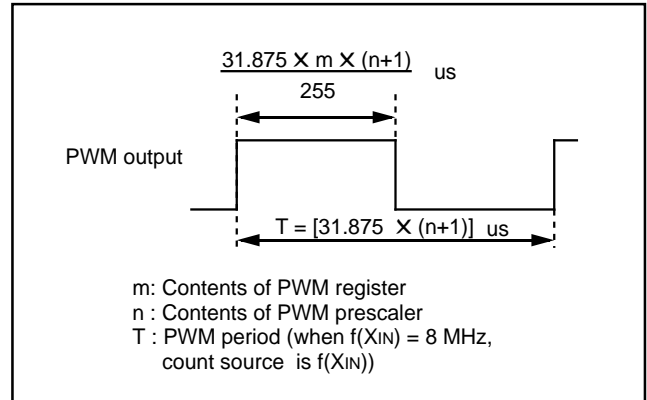 31.875 × m × (n+1)
us
255
PWM output
T = [31.875 × (n+1)] us
m: Contents of PWM register
n : Contents of PWM prescaler
T : PWM period (when f(XIN) = 8 MHz,
count source is f(XIN))